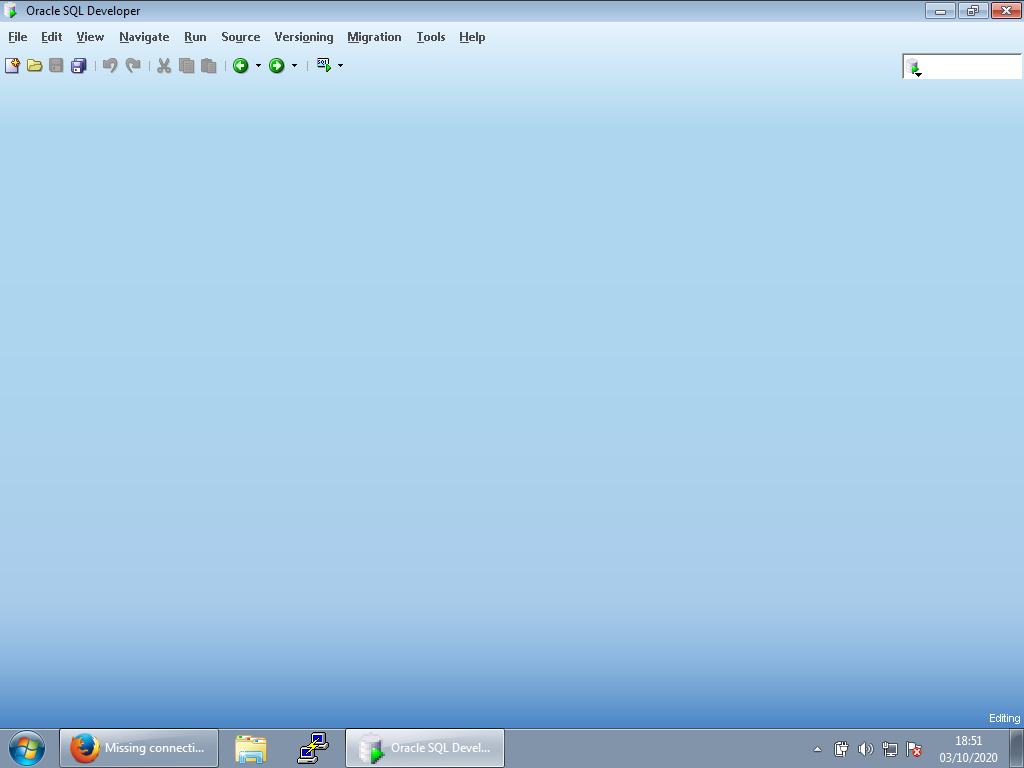 Oracle SQL Developer
File Edit View Navigate Run Source Versioning Migration Tools Help
SQL
Editing
Missing connecti...
Oracle SQL Devel...
18:51
03/10/2020